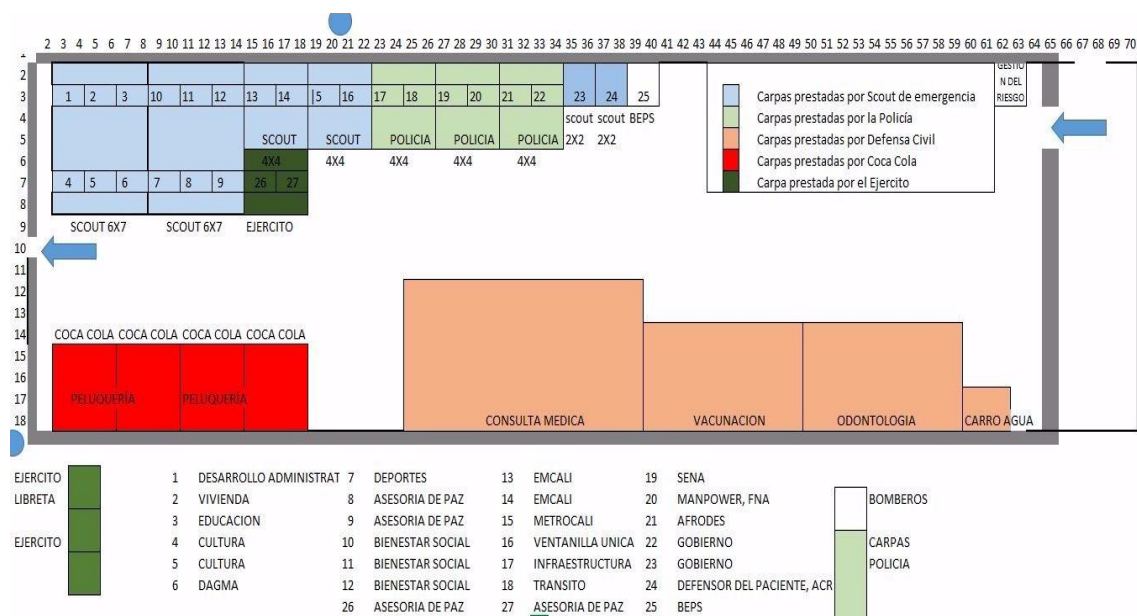 2 3 4 5 6 7 8 9 10 11 12 13 14 15 16 17 18 19 20 21 22 23 24 25 26 27 28 29 30 31 32 33 34 35 36 37 38 39 40 41 42 43 44 45 46 47 48 49 50 51 52 53 54 55 56 57 58 59 60 61 62 63 64 65 66 67 68 69 70
1
2 GESTIO
N DEL
3 1 2 3 10 11 12 13 14 5 16 17 18 19 20 21 22 23 24 25 RIESGO
Carpas prestadas por Scout de emergencia
4 scout scout BEPS
Carpas prestadas por la Policía
5 SCOUT SCOUT POLICIA POLICIA POLICIA 2X2 2X2
Carpas prestadas por Defensa Civil
6 4X4 4X4 4X4 4X4 4X4
Carpas prestadas por Coca Cola
7 4 5 6 7 8 9 26 27
Carpa prestada por el Ejercito
8
9 SCOUT 6X7 SCOUT 6X7 EJERCITO
10
11
12
13
14 COCA COLA COCA COLA COCA COLA COCA COLA
15
16
17 PELUQUERÍA PELUQUERÍA
18 CONSULTA MEDICA VACUNACION ODONTOLOGIA CARRO AGUA
EJERCITO 1 DESARROLLO ADMINISTRAT 7 DEPORTES 13 EMCALI 19 SENA
LIBRETA 2 VIVIENDA 8 ASESORIA DE PAZ 14 EMCALI 20 MANPOWER, FNA BOMBEROS
3 EDUCACION 9 ASESORIA DE PAZ 15 METROCALI 21 AFRODES
EJERCITO 4 CULTURA 10 BIENESTAR SOCIAL 16 VENTANILLA UNICA 22 GOBIERNO CARPAS
5 CULTURA 11 BIENESTAR SOCIAL 17 INFRAESTRUCTURA 23 GOBIERNO POLICIA
6 DAGMA 12 BIENESTAR SOCIAL 18 TRANSITO 24 DEFENSOR DEL PACIENTE, ACR
26 ASESORIA DE PAZ 27 ASESORIA DE PAZ 25 BEPS